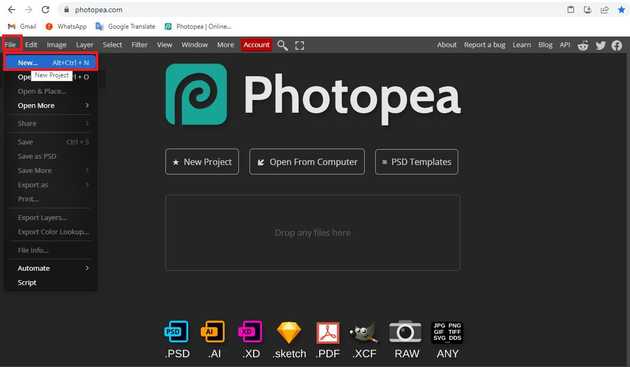 photopea.com
Gmail WhatsApp Google Translate Photopea | Online...
File Edit Image Layer Select Filter View Window More Account About Report a bug Learn Blog API
New... Alt+Ctrl + N
New Project
+ O
Open & Place...
Open More
Share
Save Ctrl + S
Save as PSD
Save More
Export as
Print...
Export Layers...
Export Color Lookup...
File Info...
Automate
Script
Photopea
New Project Open From Computer PSD Templates
Drop any files here
PSD AI XD JPG PNG
GIF TIFF
SVG DDS
.PSD .AI .XD .sketch .PDF .XCF RAW ANY